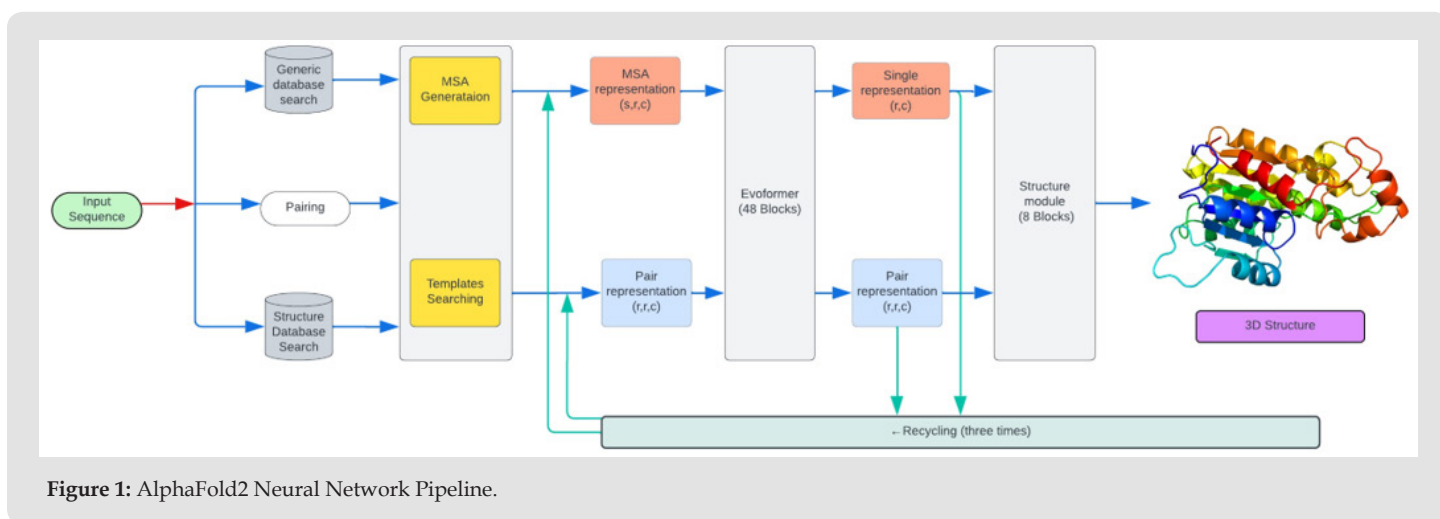 Generic
database
search
MSA
Generataion
MSA
representation
(s,r,c)
Single
representation
(r,c)
Input
Sequence
Pairing
Evoformer
(48 Blocks)
Structure
module
(8 Blocks)
Templates
Searching
Pair
representation
(r,r,c)
Pair
representation
(r,r,c)
Structure
Database
Search
3D Structure
←Recycling (three times)
Figure 1: AlphaFold2 Neural Network Pipeline.